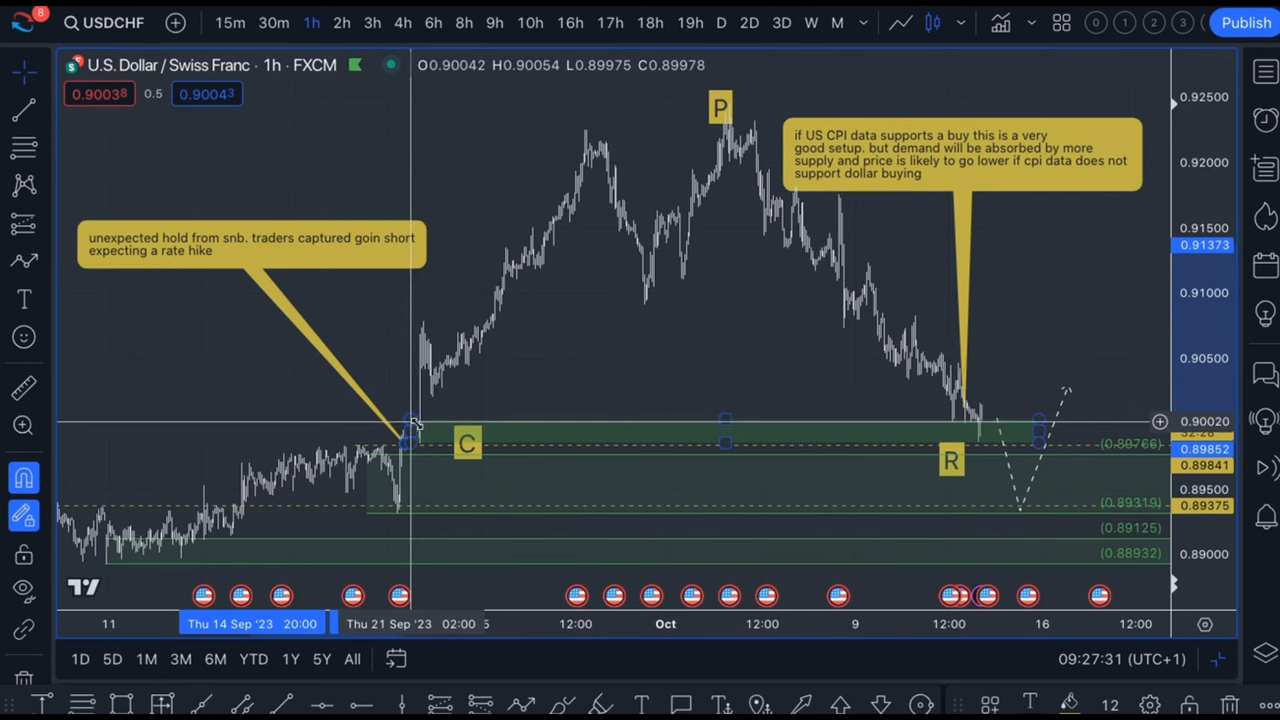 8
USDCHF
15m 30m 1h 2h 3h 4h 6h 8h 9h 10h 16h 17h 18h 19h D 2D 3D W M
0 1 2 3
Publish
U.S. Dollar / Swiss Franc · 1h · FXCM
O0.90042 H0.90054 L0.89975 C0.89978
0.90038 0.5 0.90043
P
if US CPI data supports a buy this is a very
good setup. but demand will be absorbed by more
supply and price is likely to go lower if cpi data does not
support dollar buying
unexpected hold from snb. traders captured goin short
expecting a rate hike
C
R
0.92500
0.92000
0.91500
0.91373
0.91000
0.90500
0.90020
(0.89766)
0.89852
0.89841
0.89500
(0.89319)
0.89375
(0.89125)
(0.88932)
0.89000
11
Thu 14 Sep '23 20:00
Thu 21 Sep '23 02:00
12:00
Oct
12:00
9
12:00
16
12:00
1D 5D 1M 3M 6M YTD 1Y 5Y All
09:27:31 (UTC+1)
12